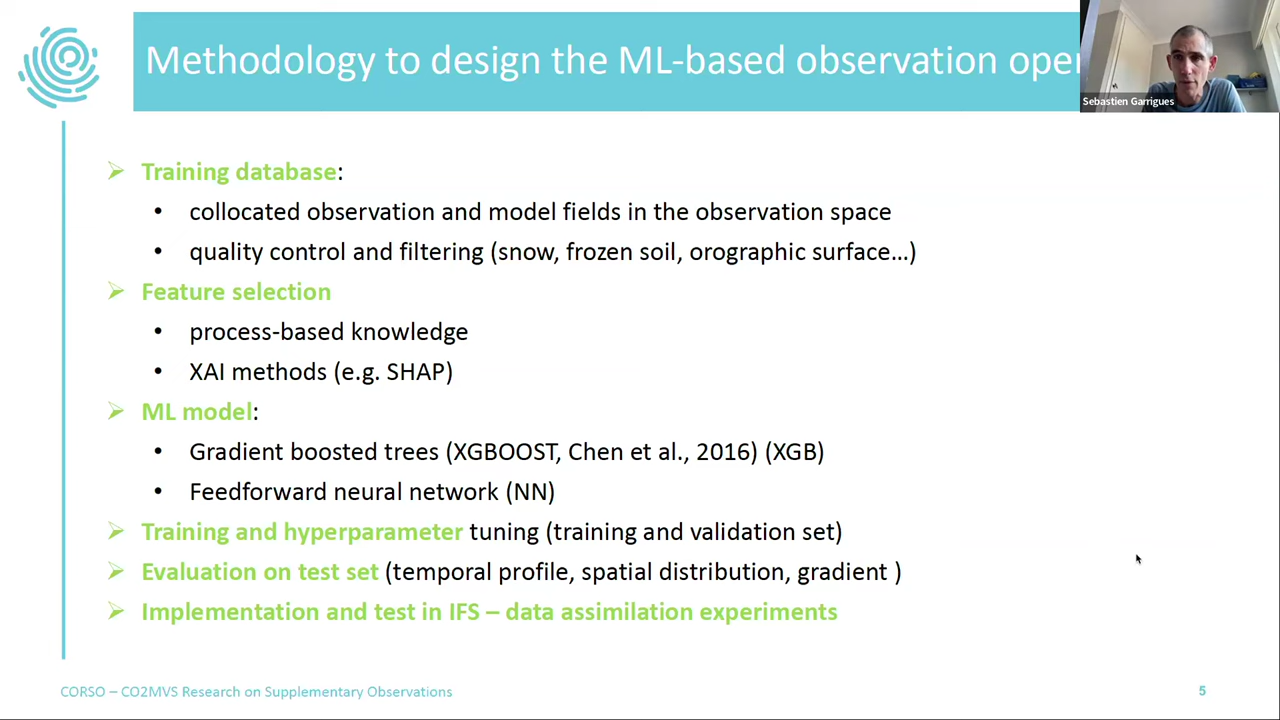 Methodology to design the ML-based observation oper
Sebastien Garrigues
➢ Training database:
• collocated observation and model fields in the observation space
• quality control and filtering (snow, frozen soil, orographic surface...)
➢ Feature selection
• process-based knowledge
• XAI methods (e.g. SHAP)
➢ ML model:
• Gradient boosted trees (XGBOOST, Chen et al., 2016) (XGB)
• Feedforward neural network (NN)
➢ Training and hyperparameter tuning (training and validation set)
➢ Evaluation on test set (temporal profile, spatial distribution, gradient )
➢ Implementation and test in IFS – data assimilation experiments
CORSO – CO2MVS Research on Supplementary Observations
5